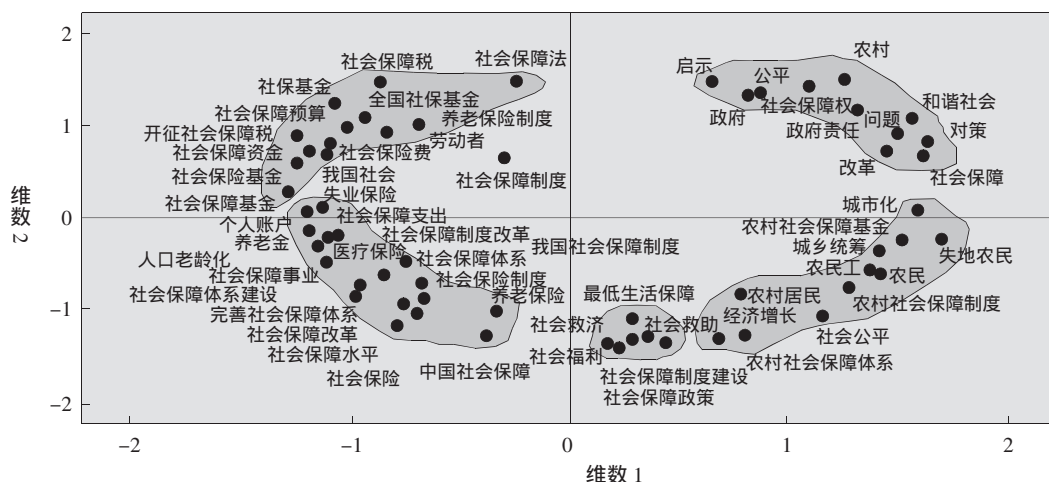 2
社会保障税
社会保障法
农村
启示
公平
社保基金
全国社保基金
社会保障权
和谐社会
社会保障预算
养老保险制度
政府
问题
1
开征社会保障税
劳动者
政府责任
对策
社会保障资金
社会保险费
改革
社会保险基金
我国社会
社会保障制度
社会保障
失业保险
社会保障基金
城市化
0
个人账户
社会保障支出
农村社会保障基金
养老金
医疗保险
社会保障制度改革
我国社会保障制度
城乡统筹
失地农民
人口老龄化
社会保障体系
农民工
农民
社会保障事业
社会保险制度
社会保障体系建设
养老保险
最低生活保障
农村居民
农村社会保障制度
-1
完善社会保障体系
经济增长
社会保障改革
社会救济
社会救助
社会公平
社会保障水平
社会福利
农村社会保障体系
社会保险
中国社会保障
社会保障制度建设
社会保障政策
-2
维数 2
-2
-1
0
1
2
维数 1